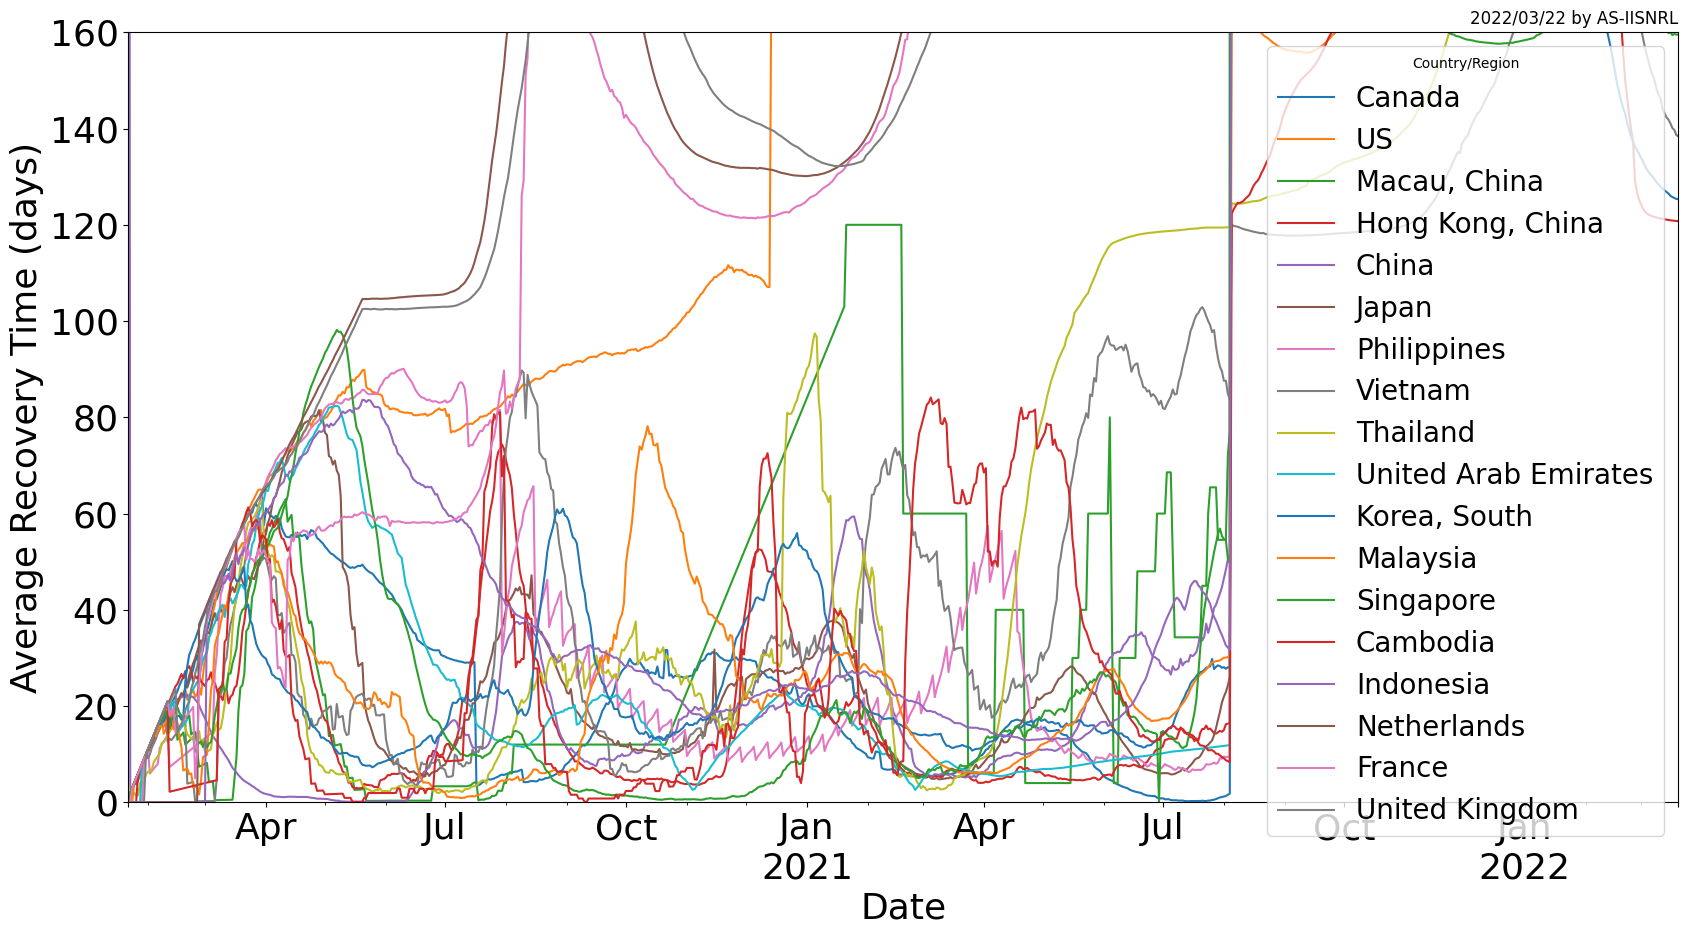 2022/03/22 by AS-IISNRL
Average Recovery Time (days)
160
140
120
100
80
60
40
20
0
Country/Region
Canada
US
Macau, China
Hong Kong, China
China
Japan
Philippines
Vietnam
Thailand
United Arab Emirates
Korea, South
Malaysia
Singapore
Cambodia
Indonesia
Netherlands
France
United Kingdom
Apr Jul Oct Jan Apr Jul Oct Jan
2021 2022
Date